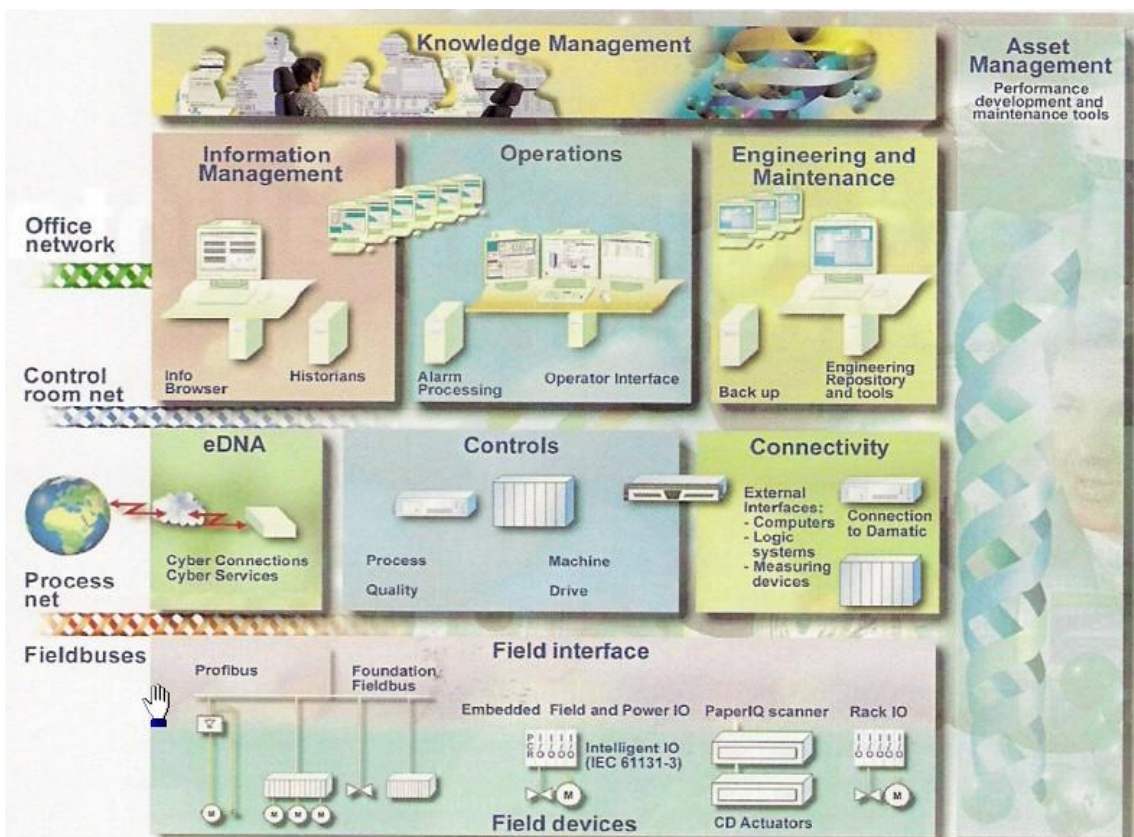 Knowledge Management
Asset
Management
Performance
development and
maintenance tools
Information
Management
Operations
Engineering and
Maintenance
Office
network
Info
Browser
Historians
Alarm
Processing
Operator Interface
Back up
Engineering
Repository
and tools
Control
room net
eDNA
Controls
Connectivity
External
Interfaces:
- Computers
- Logic
systems
- Measuring
devices
Connection
to Damatic
Cyber Connections
Cyber Services
Process
Machine
Quality
Drive
Process
net
Fieldbuses
Field interface
Profibus
Foundation
Fieldbus
Embedded
Field and Power IO
PaperIQ scanner
Rack IO
Intelligent IO
(IEC 61131-3)
M
M
M
M
M
M
Field devices
CD Actuators